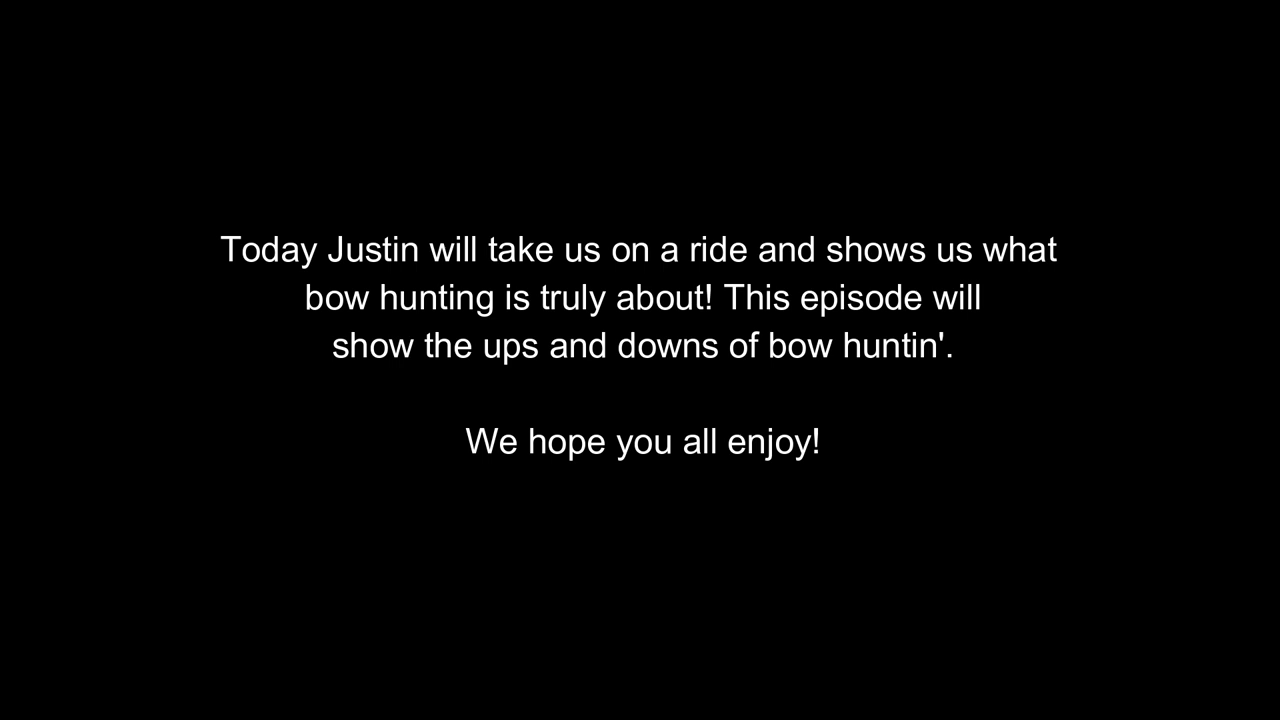 Today Justin will take us on a ride and shows us what
bow hunting is truly about! This episode will
show the ups and downs of bow huntin'.
We hope you all enjoy!